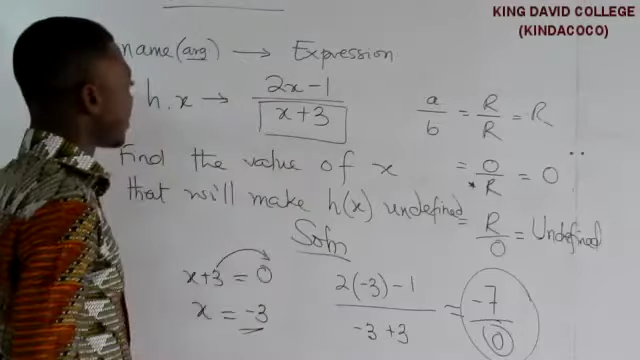 KING DAVID COLLEGE
(KINDACOCO)
name(arg) → Expression
h.x → 2x-1 / x+3
a/b = R/R = R
Find the value of x
that will make h(x) undefined
= 0/R = 0
= R/0 = Undefined
Soln
x+3 = 0
x = -3
2(-3)-1 / -3+3 = -7/0